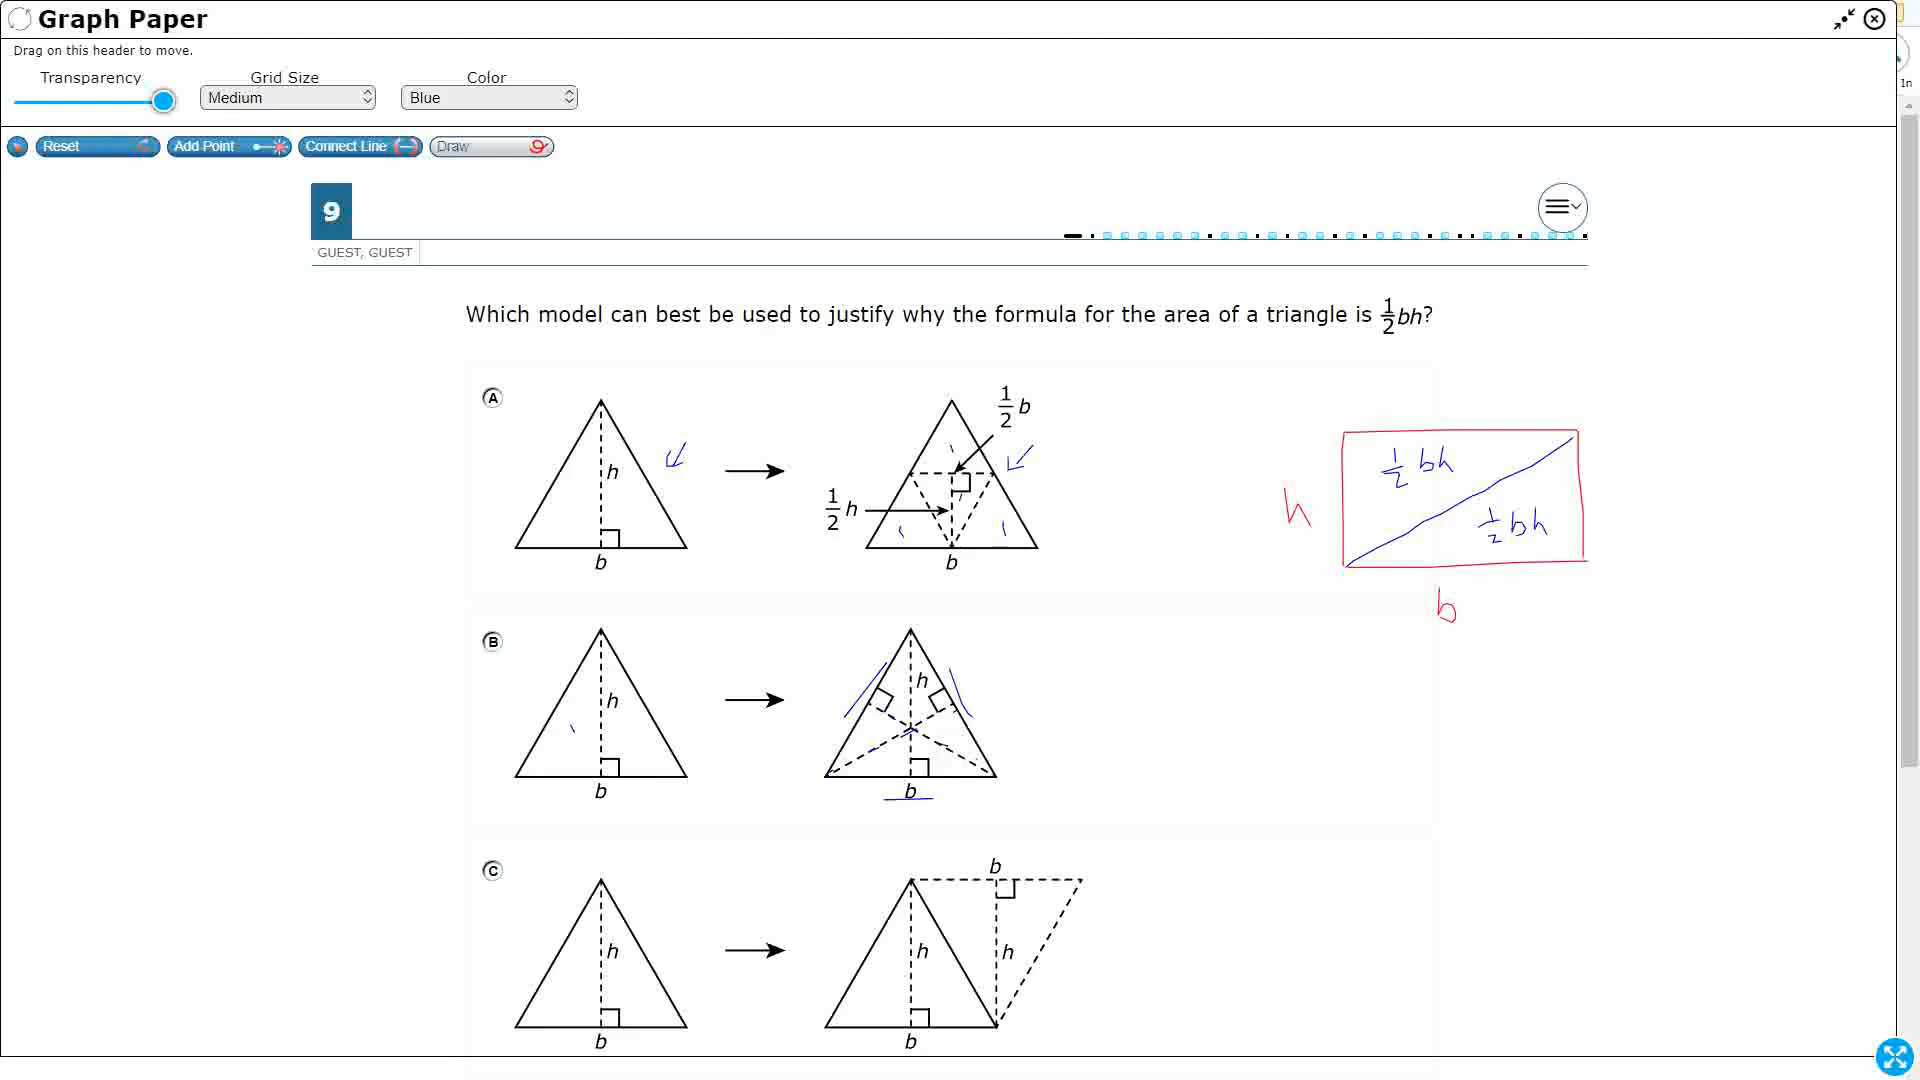 Graph Paper
Drag on this header to move.
Transparency Grid Size Color
Medium Blue
Reset Add Point Connect Line Draw
In
9
GUEST, GUEST
Which model can best be used to justify why the formula for the area of a triangle is 1/2 bh?
A
h
b
1/2 b
1/2 h
b
1/2 bh
1/2 bh
h
b
B
h
b
h
b
C
h
b
b
h
h
b